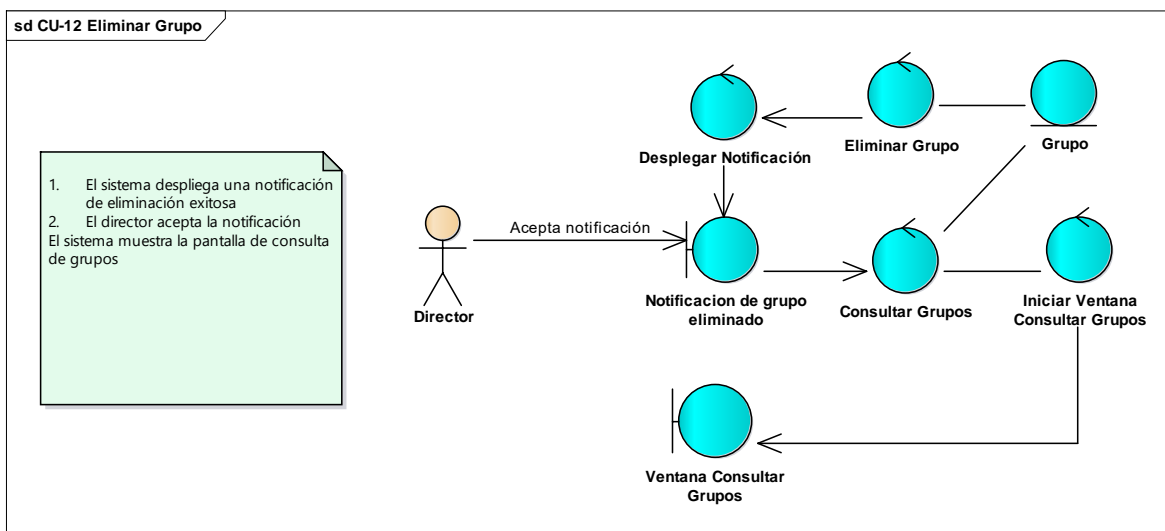 sd CU-12 Eliminar Grupo
1. El sistema despliega una notificación
de eliminación exitosa
2. El director acepta la notificación
El sistema muestra la pantalla de consulta
de grupos
Desplegar Notificación
Eliminar Grupo
Grupo
Acepta notificación
Director
Notificacion de grupo
eliminado
Consultar Grupos
Iniciar Ventana
Consultar Grupos
Ventana Consultar
Grupos